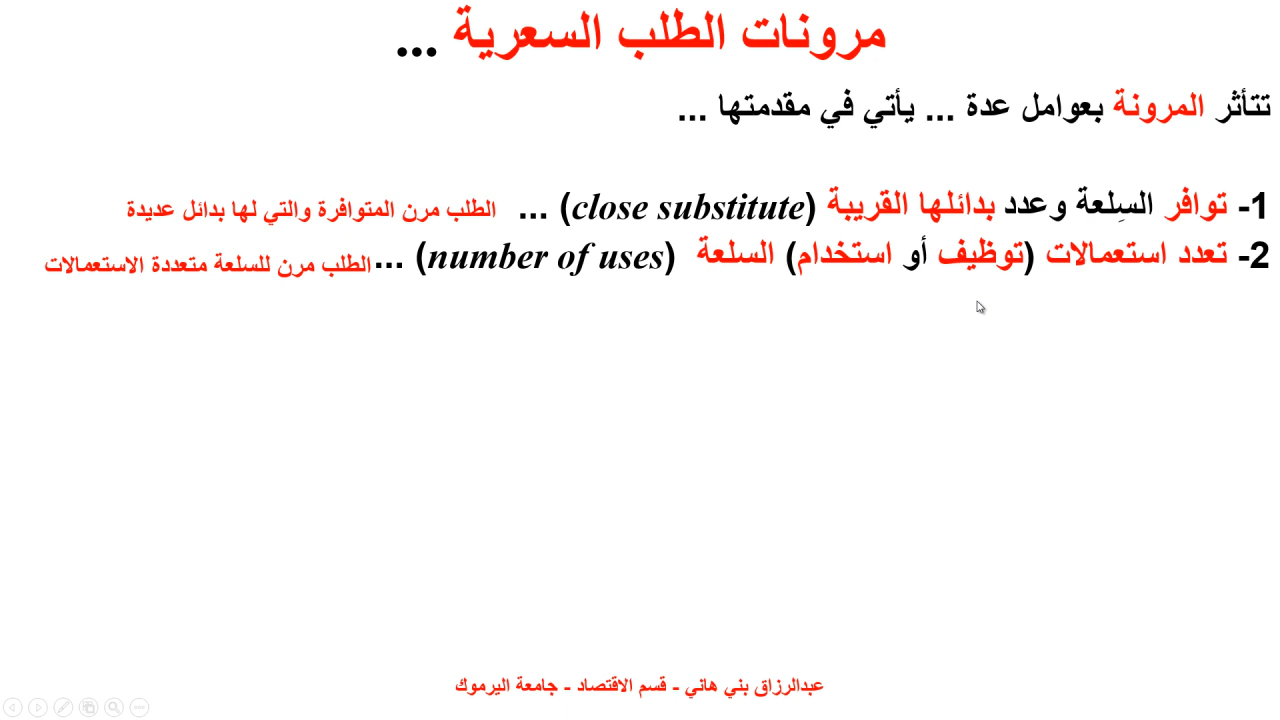 مرونات الطلب السعرية ...
تتأثر المرونة بعوامل عدة ... يأتي في مقدمتها ...
1- توافر السِلعة وعدد بدائلها القريبة (close substitute) ... الطلب مرن المتوافرة والتي لها بدائل عديدة
2- تعدد استعمالات (توظيف أو استخدام) السلعة (number of uses) ... الطلب مرن للسلعة متعددة الاستعمالات
عبدالرزاق بني هاني - قسم الاقتصاد - جامعة اليرموك